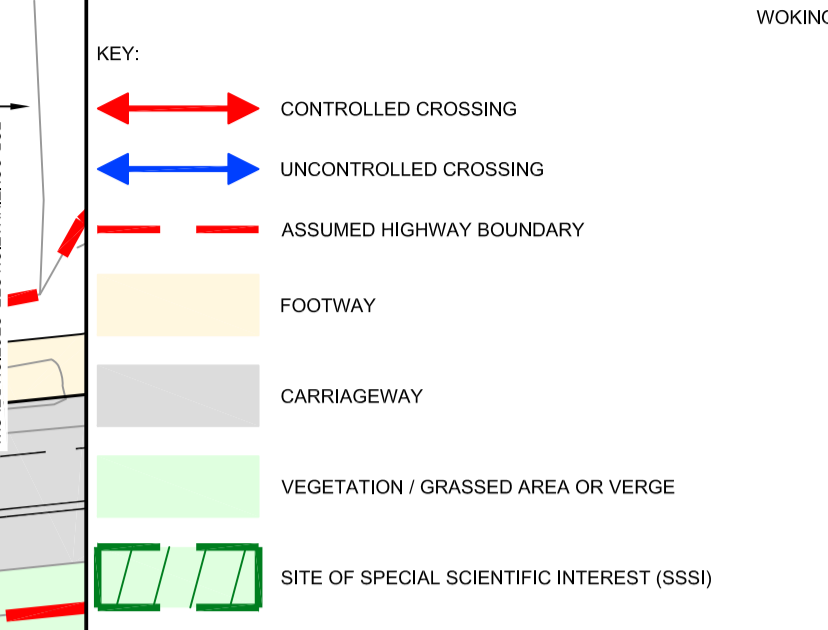 WOKING
KEY:
CONTROLLED CROSSING
UNCONTROLLED CROSSING
ASSUMED HIGHWAY BOUNDARY
FOOTWAY
CARRIAGEWAY
VEGETATION / GRASSED AREA OR VERGE
SITE OF SPECIAL SCIENTIFIC INTEREST (SSSI)